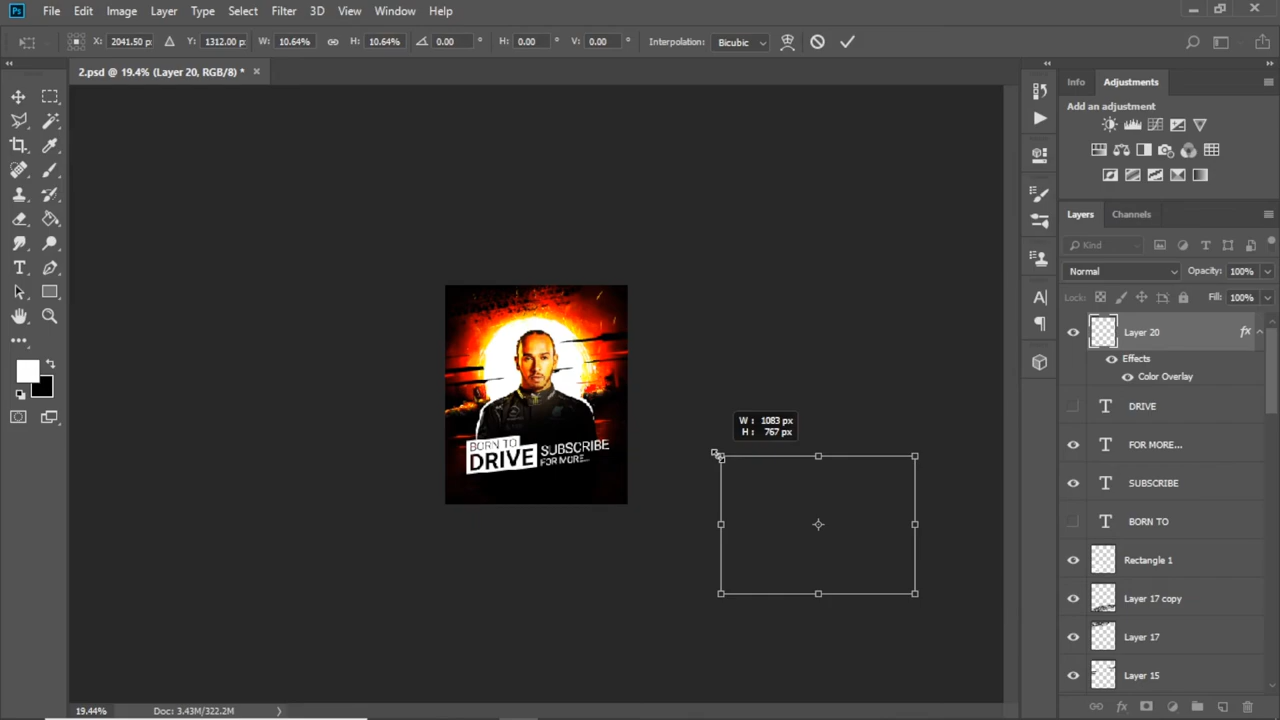 Ps File Edit Image Layer Type Select Filter 3D View Window Help
X: 2041.50 p: Y: 1312.00 p: W: 10.64% H: 10.64% 0.00 ° H: 0.00 ° V: 0.00 ° Interpolation: Bicubic
2.psd @ 19.4% (Layer 20, RGB/8) *
Info Adjustments
Add an adjustment
Layers Channels
Kind
Normal Opacity: 100%
Lock: Fill: 100%
Layer 20 fx
Effects
Color Overlay
T DRIVE
T FOR MORE...
T SUBSCRIBE
T BORN TO
Rectangle 1
Layer 17 copy
Layer 17
Layer 15
BORN TO
DRIVE
SUBSCRIBE
FOR MORE...
W : 1083 px
H : 767 px
19.44% Doc: 3.43M/322.2M